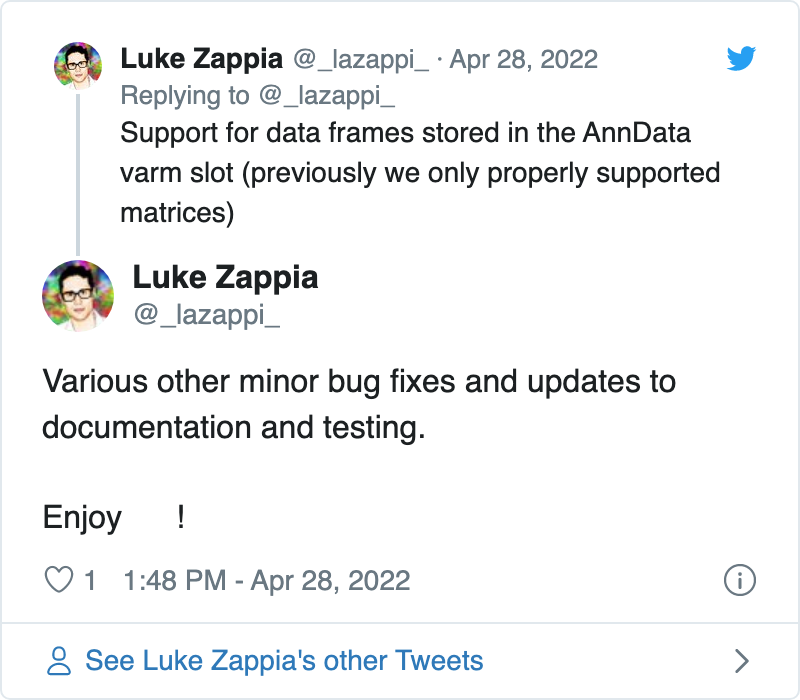 Luke Zappia @_lazappi_ · Apr 28, 2022
Replying to @_lazappi_
Support for data frames stored in the AnnData
varm slot (previously we only properly supported
matrices)
Luke Zappia
@_lazappi_
Various other minor bug fixes and updates to
documentation and testing.
Enjoy !
1 1:48 PM - Apr 28, 2022
See Luke Zappia's other Tweets